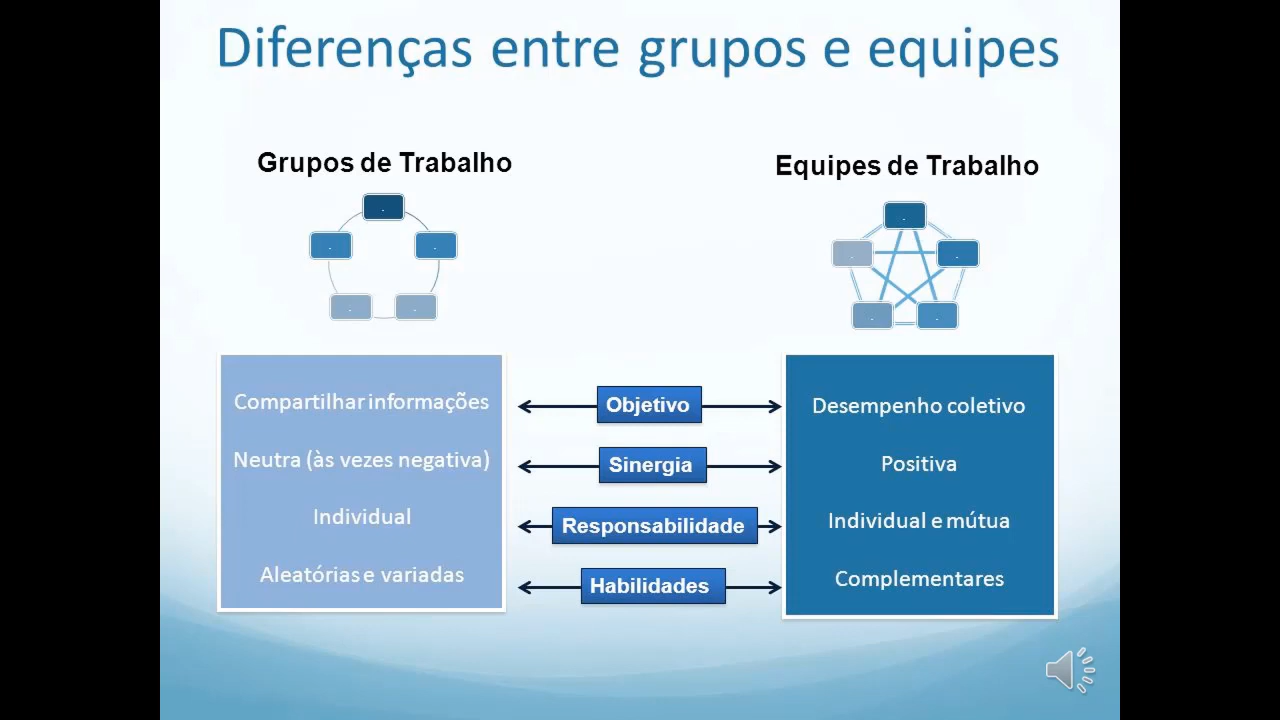 Diferenças entre grupos e equipes
Grupos de Trabalho
Equipes de Trabalho
Compartilhar informações
Objetivo
Desempenho coletivo
Neutra (às vezes negativa)
Sinergia
Positiva
Individual
Responsabilidade
Individual e mútua
Aleatórias e variadas
Habilidades
Complementares